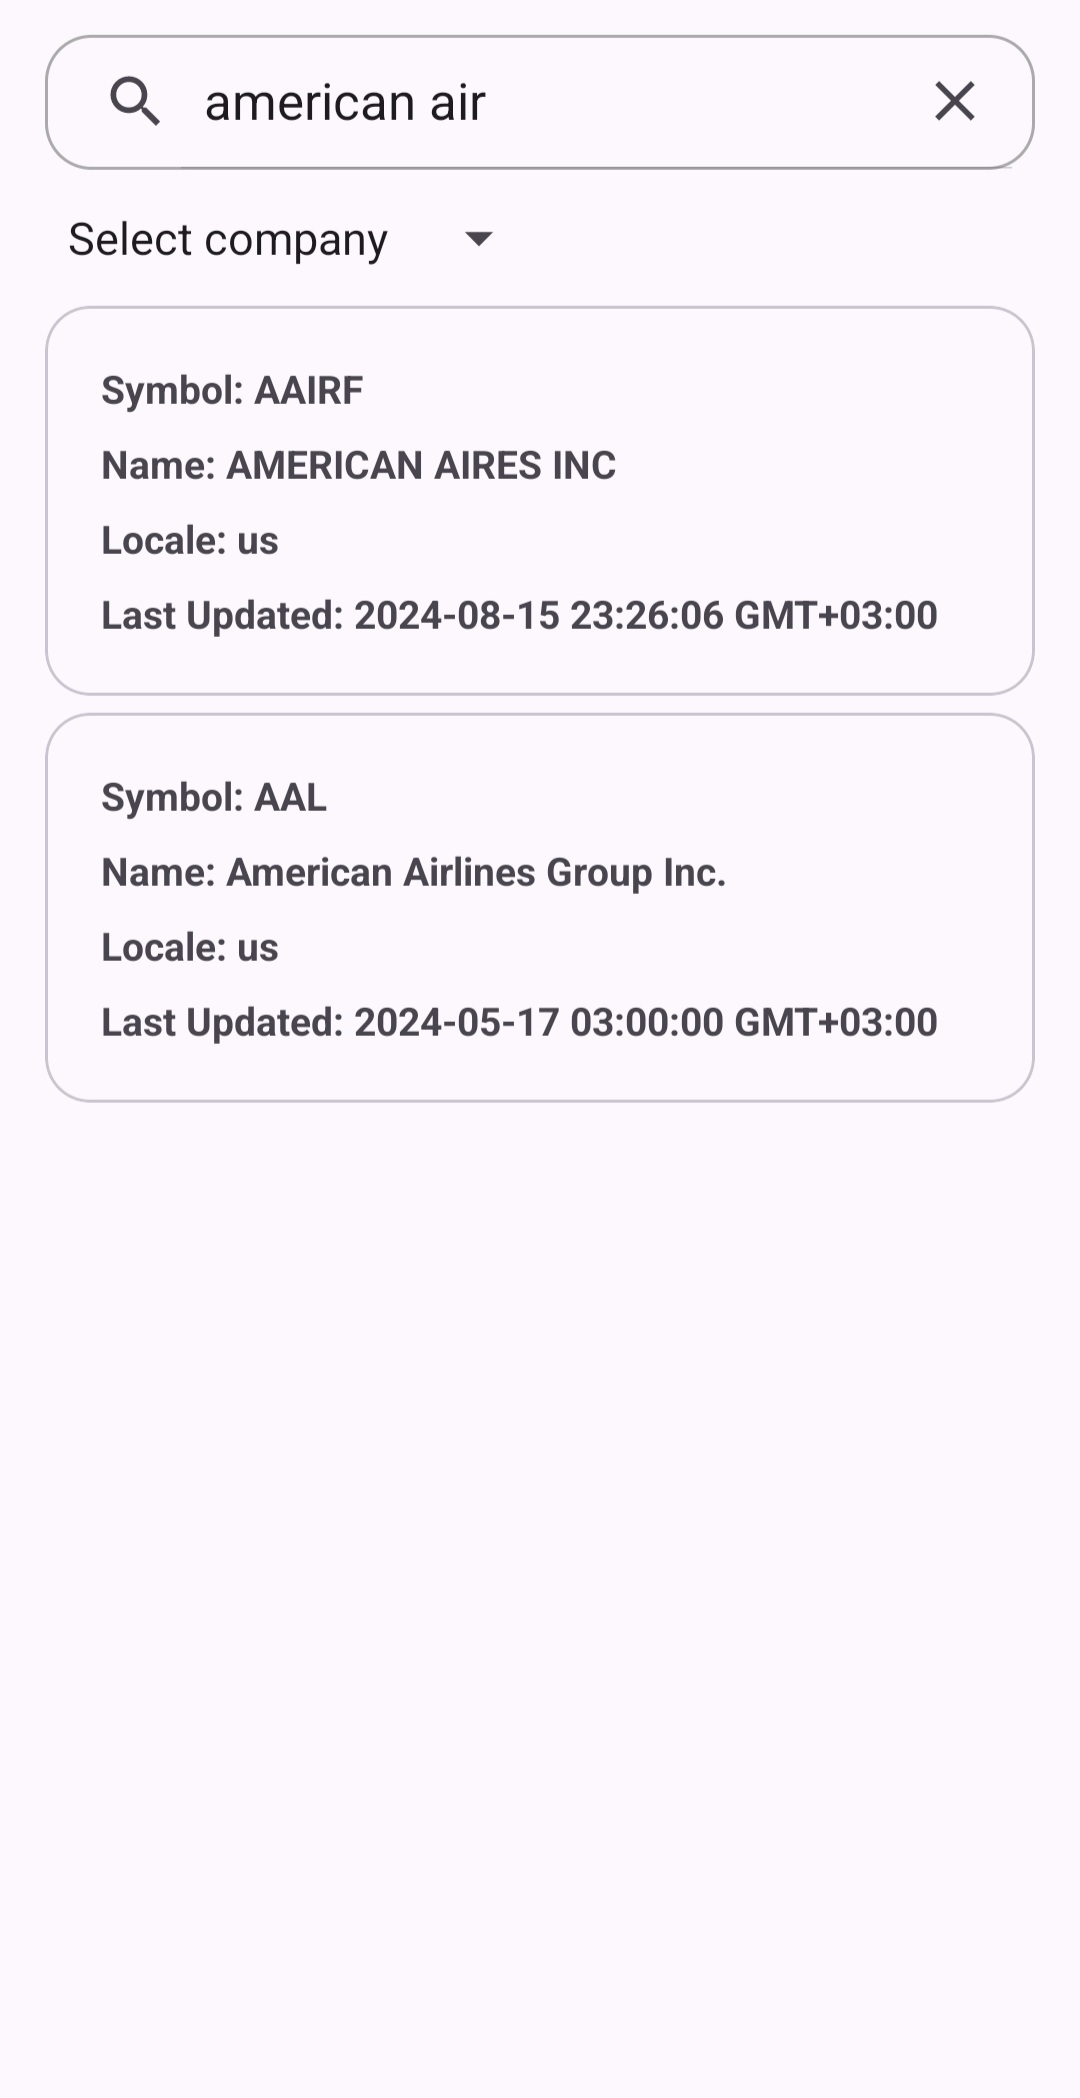 american air
Select company
Symbol: AAIRF
Name: AMERICAN AIRES INC
Locale: us
Last Updated: 2024-08-15 23:26:06 GMT+03:00
Symbol: AAL
Name: American Airlines Group Inc.
Locale: us
Last Updated: 2024-05-17 03:00:00 GMT+03:00